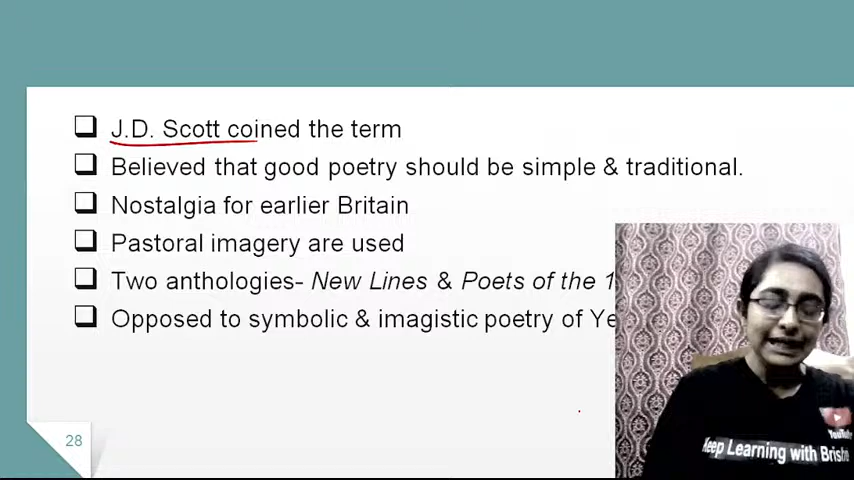 J.D. Scott coined the term
Believed that good poetry should be simple & traditional.
Nostalgia for earlier Britain
Pastoral imagery are used
Two anthologies- New Lines & Poets of the 1
Opposed to symbolic & imagistic poetry of Ye
28
YouTube
Keep Learning with Brishti